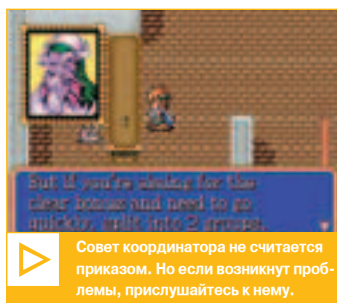 But if you're aiming for the
clear bonus and need to go
quickly, split into 2 groups.
Совет координатора не считается
приказом. Но если возникнут проб-
лемы, прислушайтесь к нему.